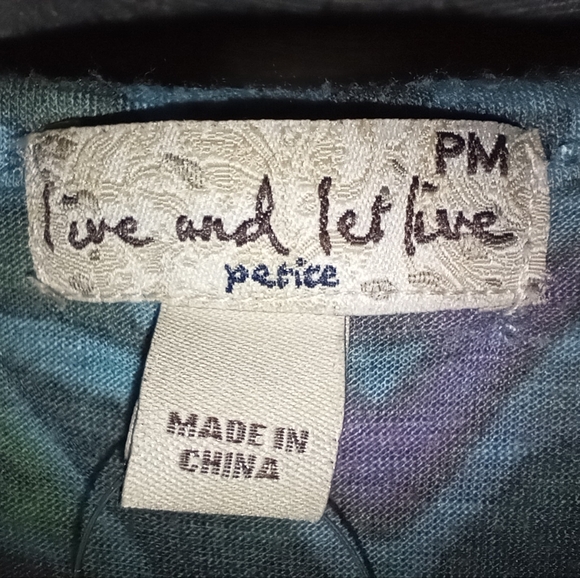 PM
live and let live
petite
MADE IN
CHINA